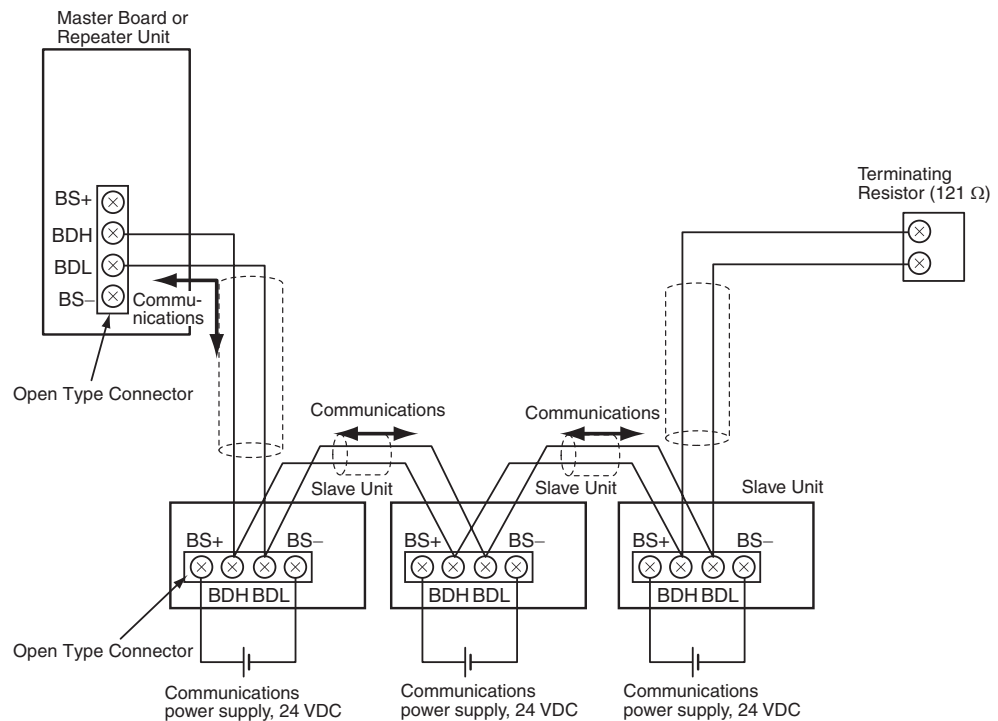 Master Board or
Repeater Unit
BS+
BDH
BDL
BS−
Commu-
nications
Open Type Connector
Terminating
Resistor (121 Ω)
Communications
Communications
Slave Unit
Slave Unit
Slave Unit
BS+
BS−
BDH BDL
BS+
BS−
BDH BDL
BS+
BS−
BDH BDL
Open Type Connector
Communications
power supply, 24 VDC
Communications
power supply, 24 VDC
Communications
power supply, 24 VDC